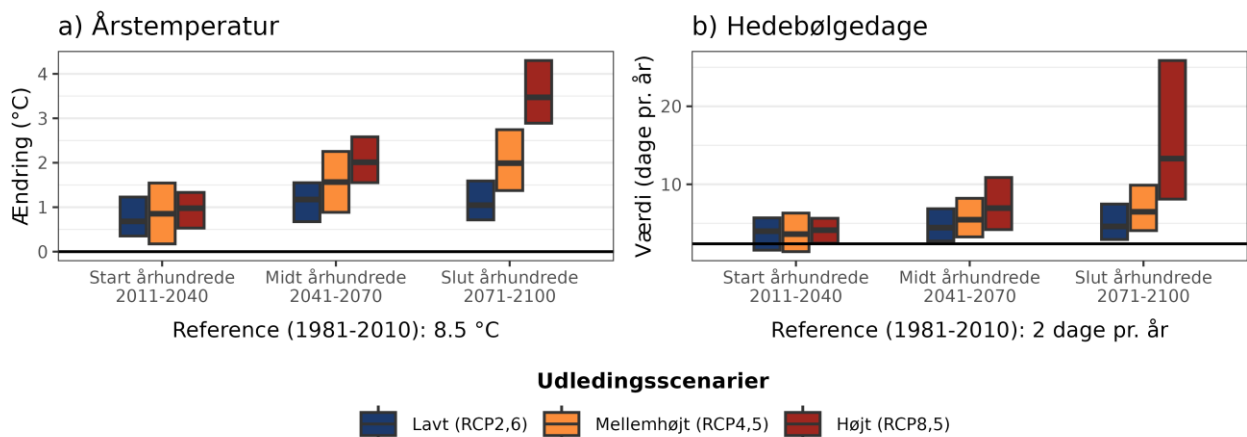 a) Årstemperatur
Ændring (°C)
4
3
2
1
0
Start århundrede
2011-2040
Midt århundrede
2041-2070
Slut århundrede
2071-2100
Reference (1981-2010): 8.5 °C
b) Hedebølgedage
Værdi (dage pr. år)
20
10
Start århundrede
2011-2040
Midt århundrede
2041-2070
Slut århundrede
2071-2100
Reference (1981-2010): 2 dage pr. år
Udledingsscenarier
Lavt (RCP2,6)
Mellemhøjt (RCP4,5)
Højt (RCP8,5)